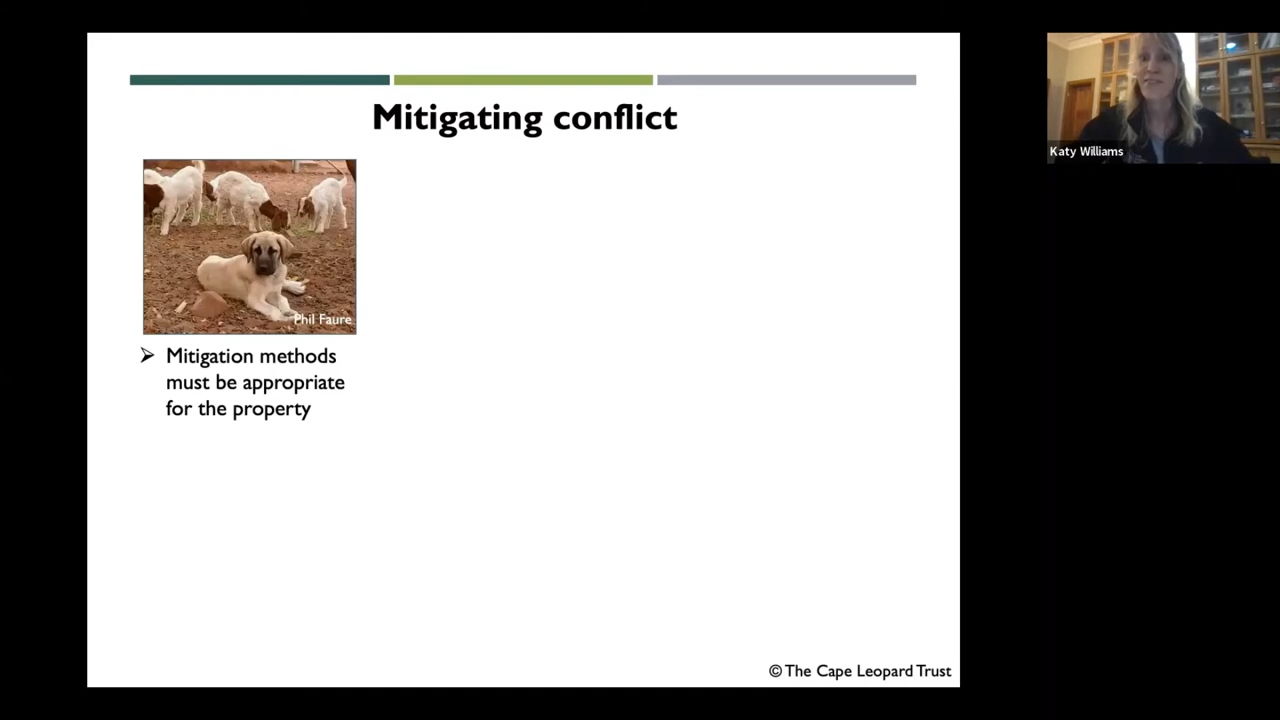 Mitigating conflict
Katy Williams
Phil Faure
➢ Mitigation methods
must be appropriate
for the property
© The Cape Leopard Trust